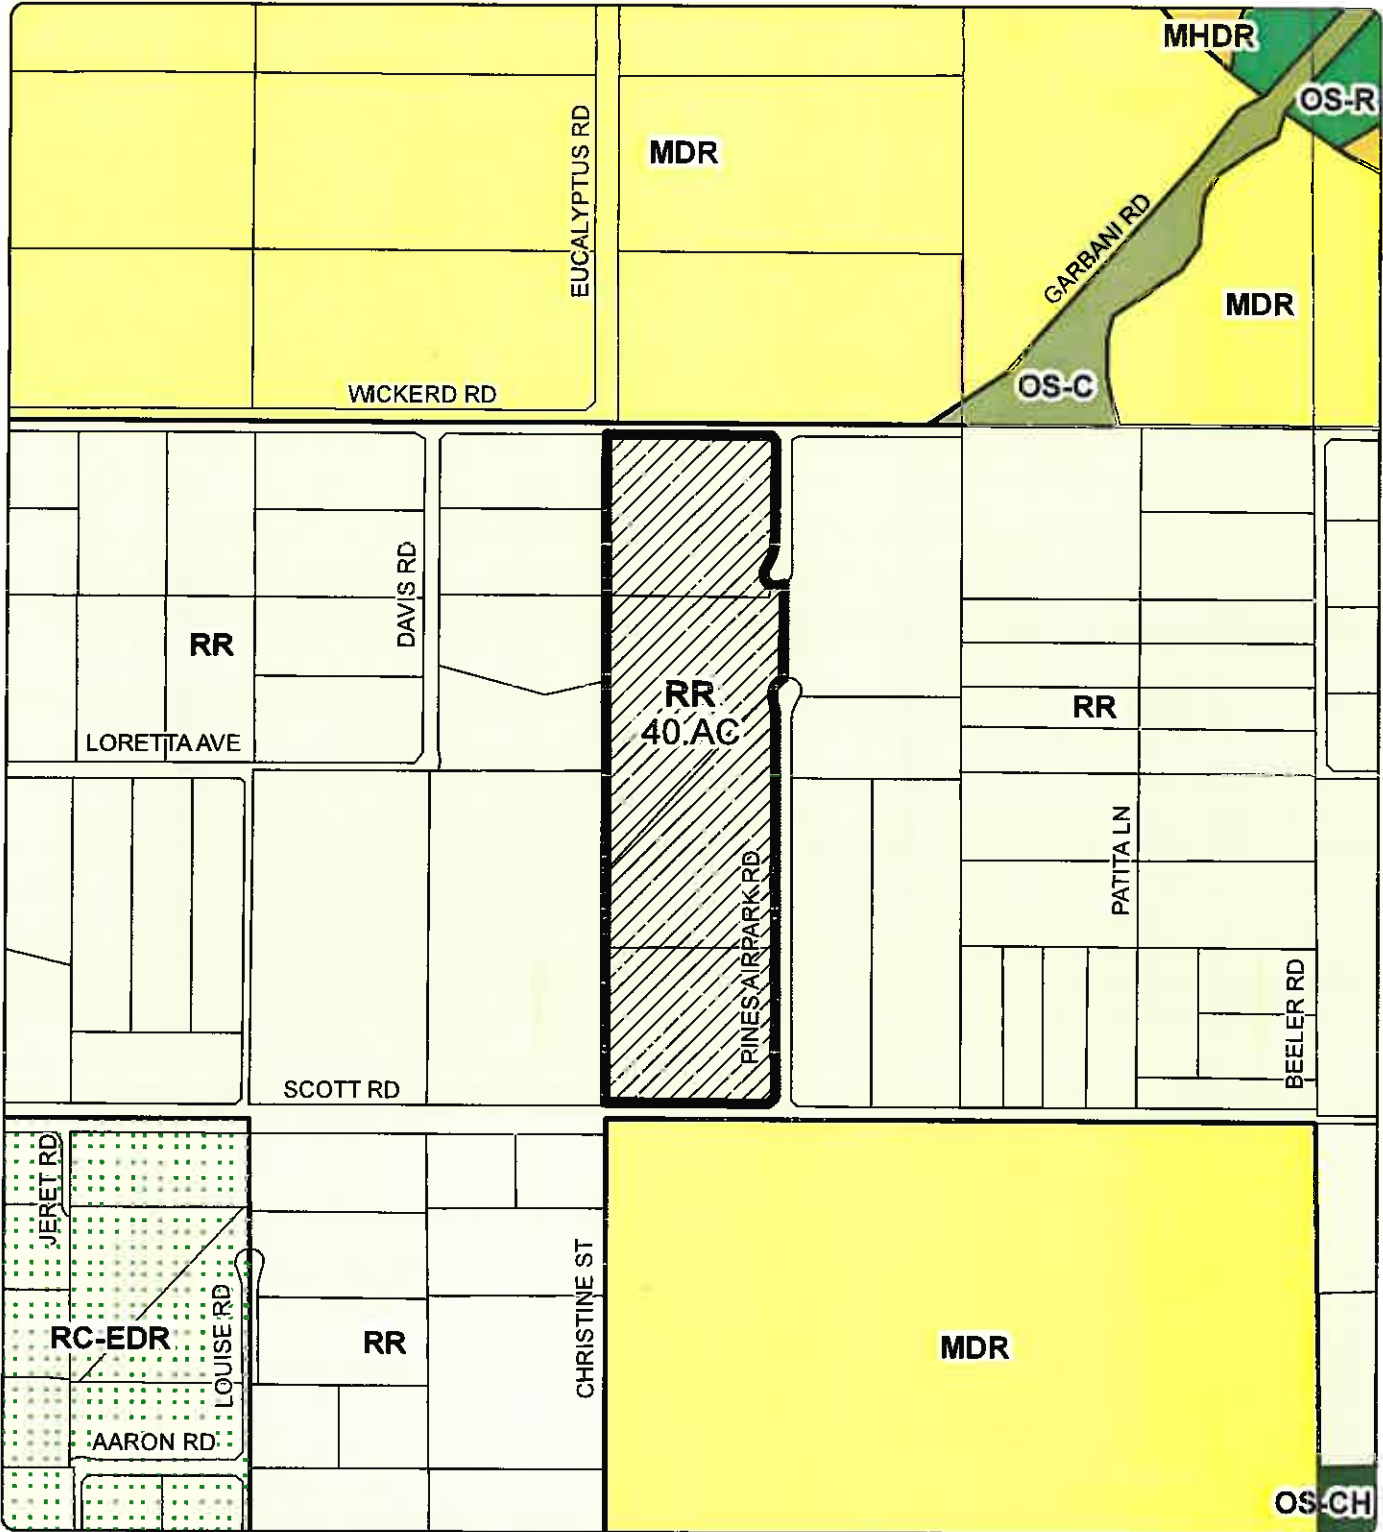 MHDR
OS-R
EUCALYPTUS RD
MDR
GARBANI RD
MDR
WICKERD RD
OS-C
DAVIS RD
RR
RR
40.AC
RR
LORETTA AVE
PATITA LN
PINES AIRPARK RD
BEELER RD
SCOTT RD
JERET RD
CHRISTINE ST
LOUISE RD
RC-EDR
RR
MDR
AARON RD
OS-CH